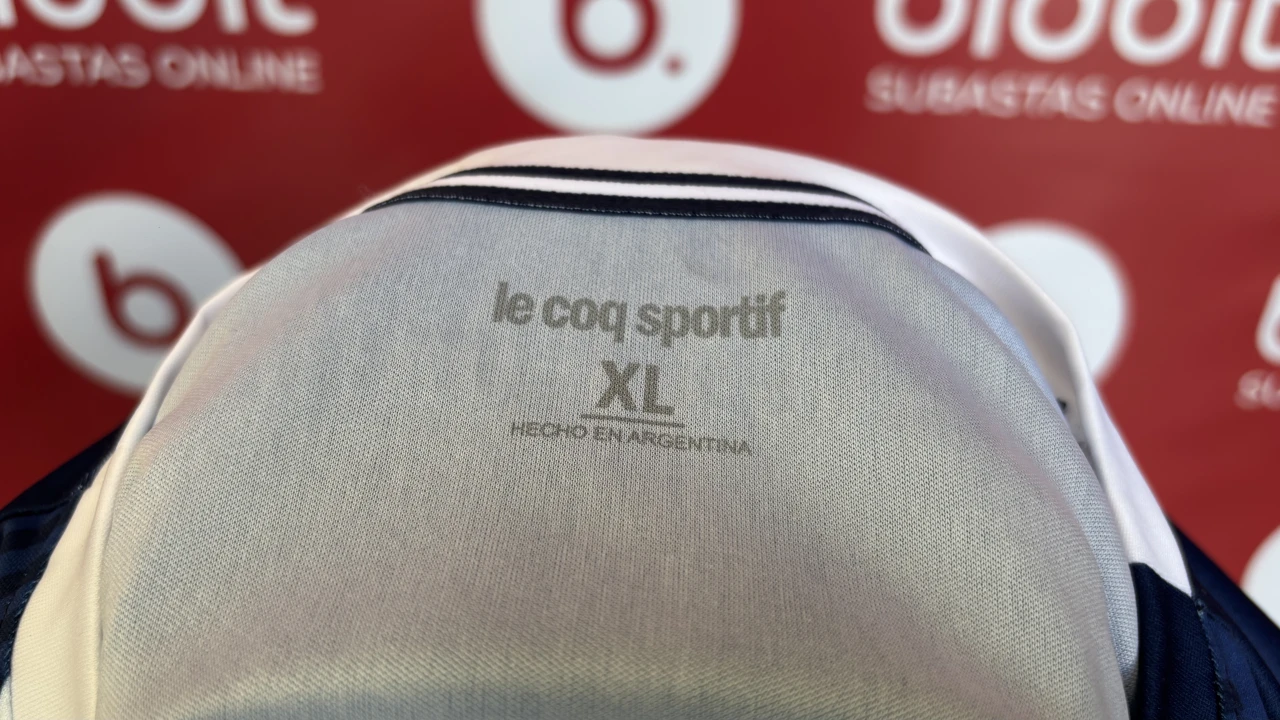 SUBASTAS ONLINE
b.
SUBASTAS ONLINE
b.
le coq sportif
XL
HECHO EN ARGENTINA